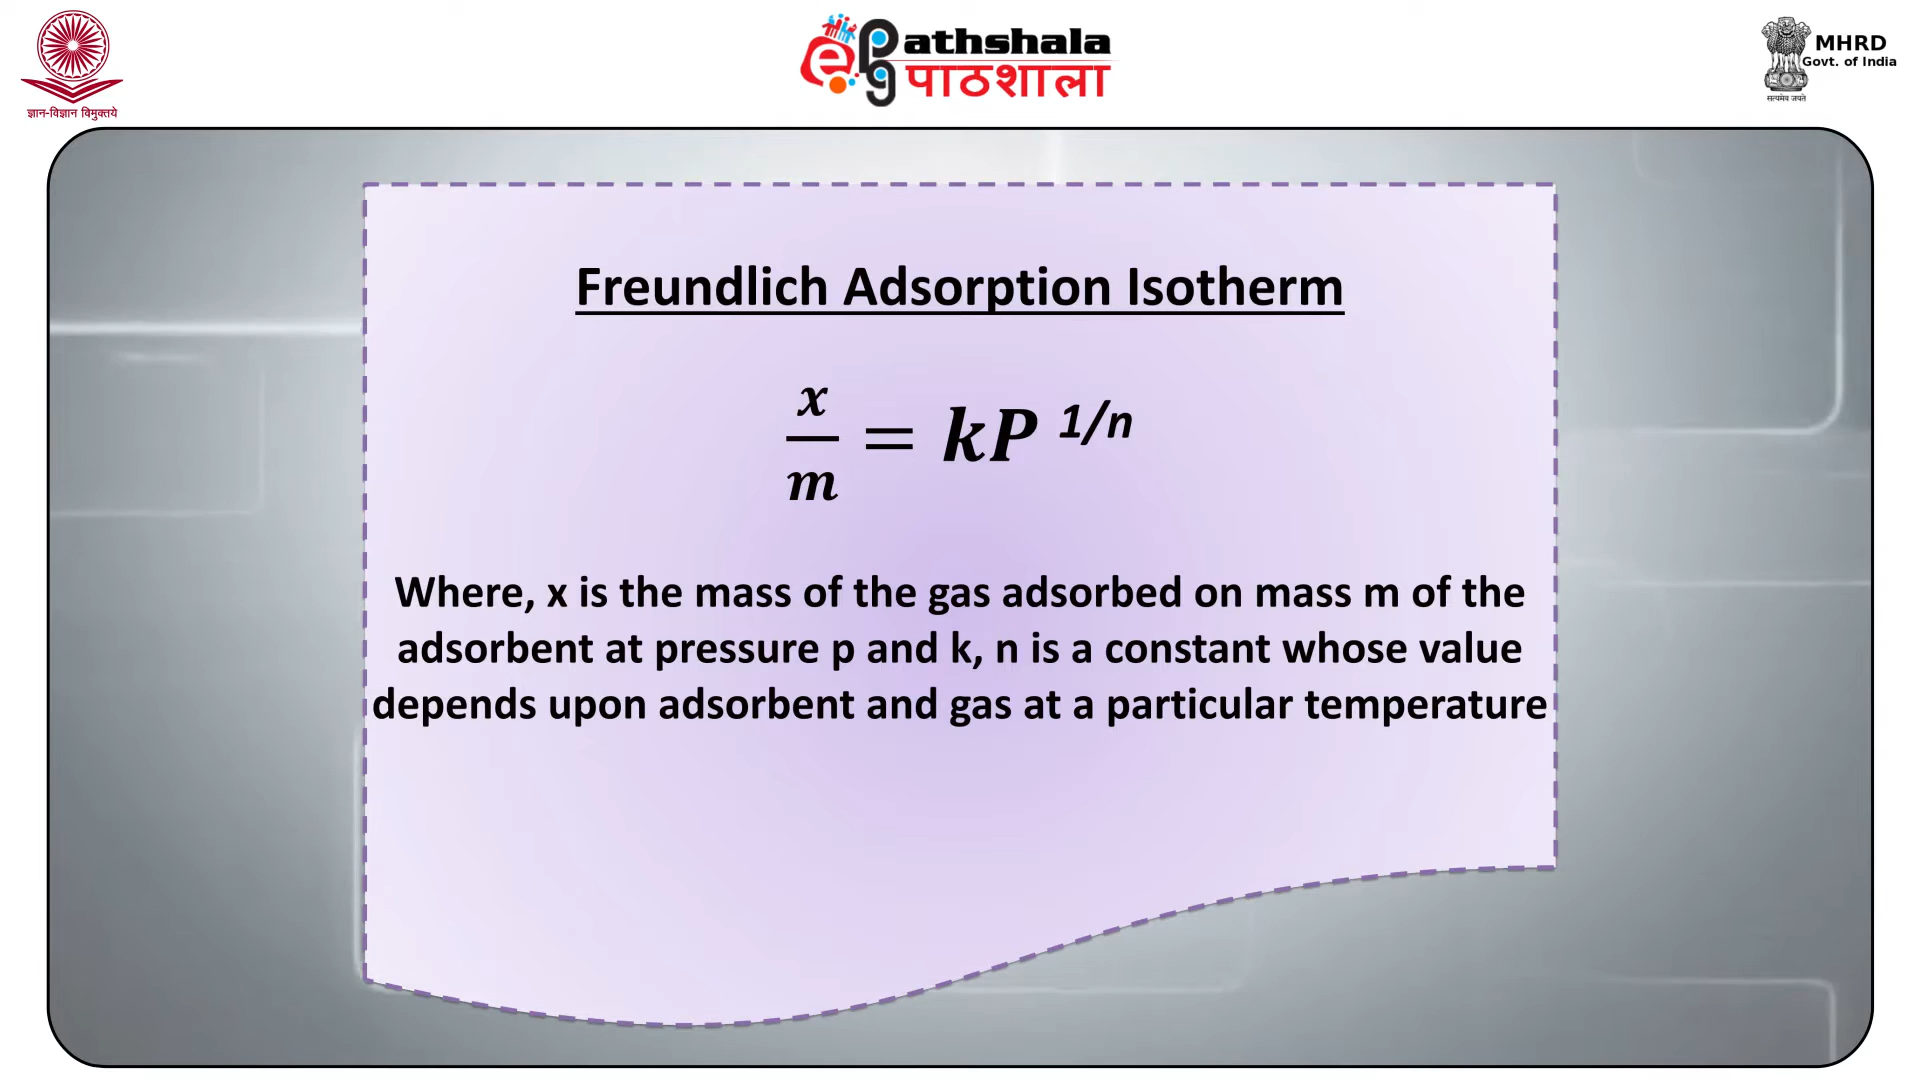 ज्ञान-विज्ञान विमुक्तये
ePg athshala
पाठशाला
MHRD
Govt. of India
सत्यमेव जयते
Freundlich Adsorption Isotherm
x/m = kP 1/n
Where, x is the mass of the gas adsorbed on mass m of the
adsorbent at pressure p and k, n is a constant whose value
depends upon adsorbent and gas at a particular temperature